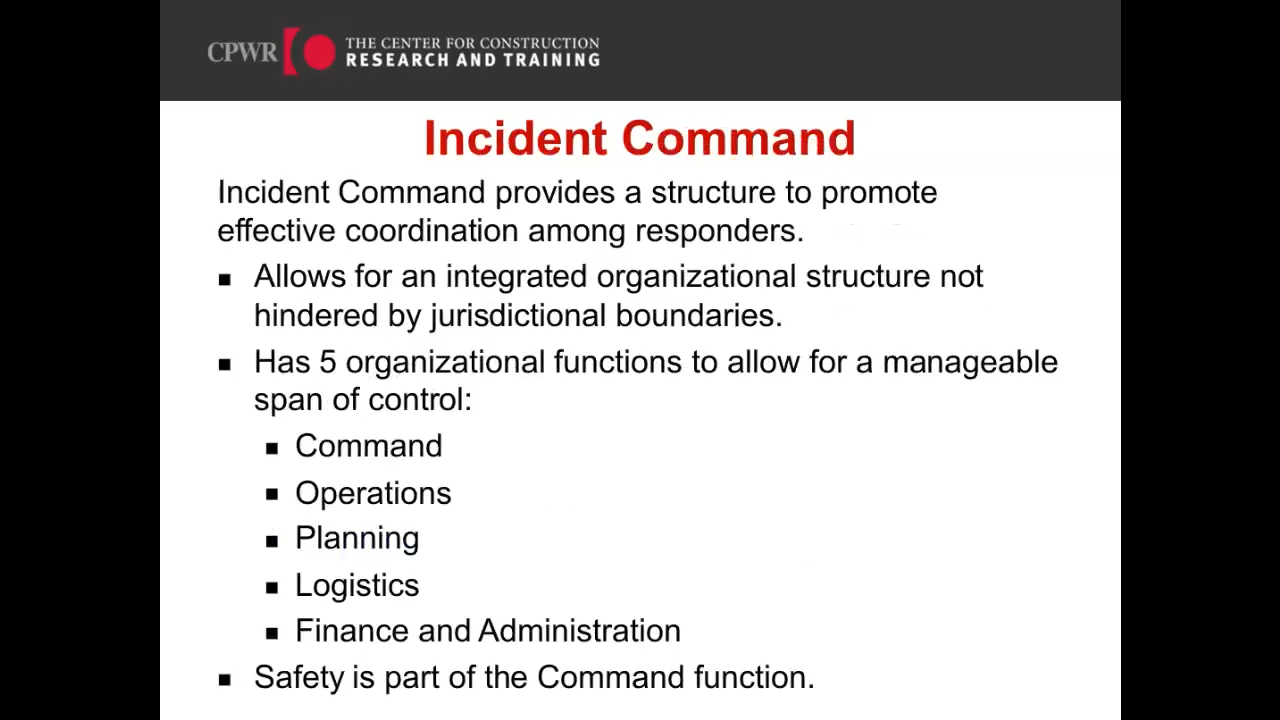 CPWR THE CENTER FOR CONSTRUCTION
RESEARCH AND TRAINING
Incident Command
Incident Command provides a structure to promote
effective coordination among responders.
▪ Allows for an integrated organizational structure not
hindered by jurisdictional boundaries.
▪ Has 5 organizational functions to allow for a manageable
span of control:
▪ Command
▪ Operations
▪ Planning
▪ Logistics
▪ Finance and Administration
▪ Safety is part of the Command function.